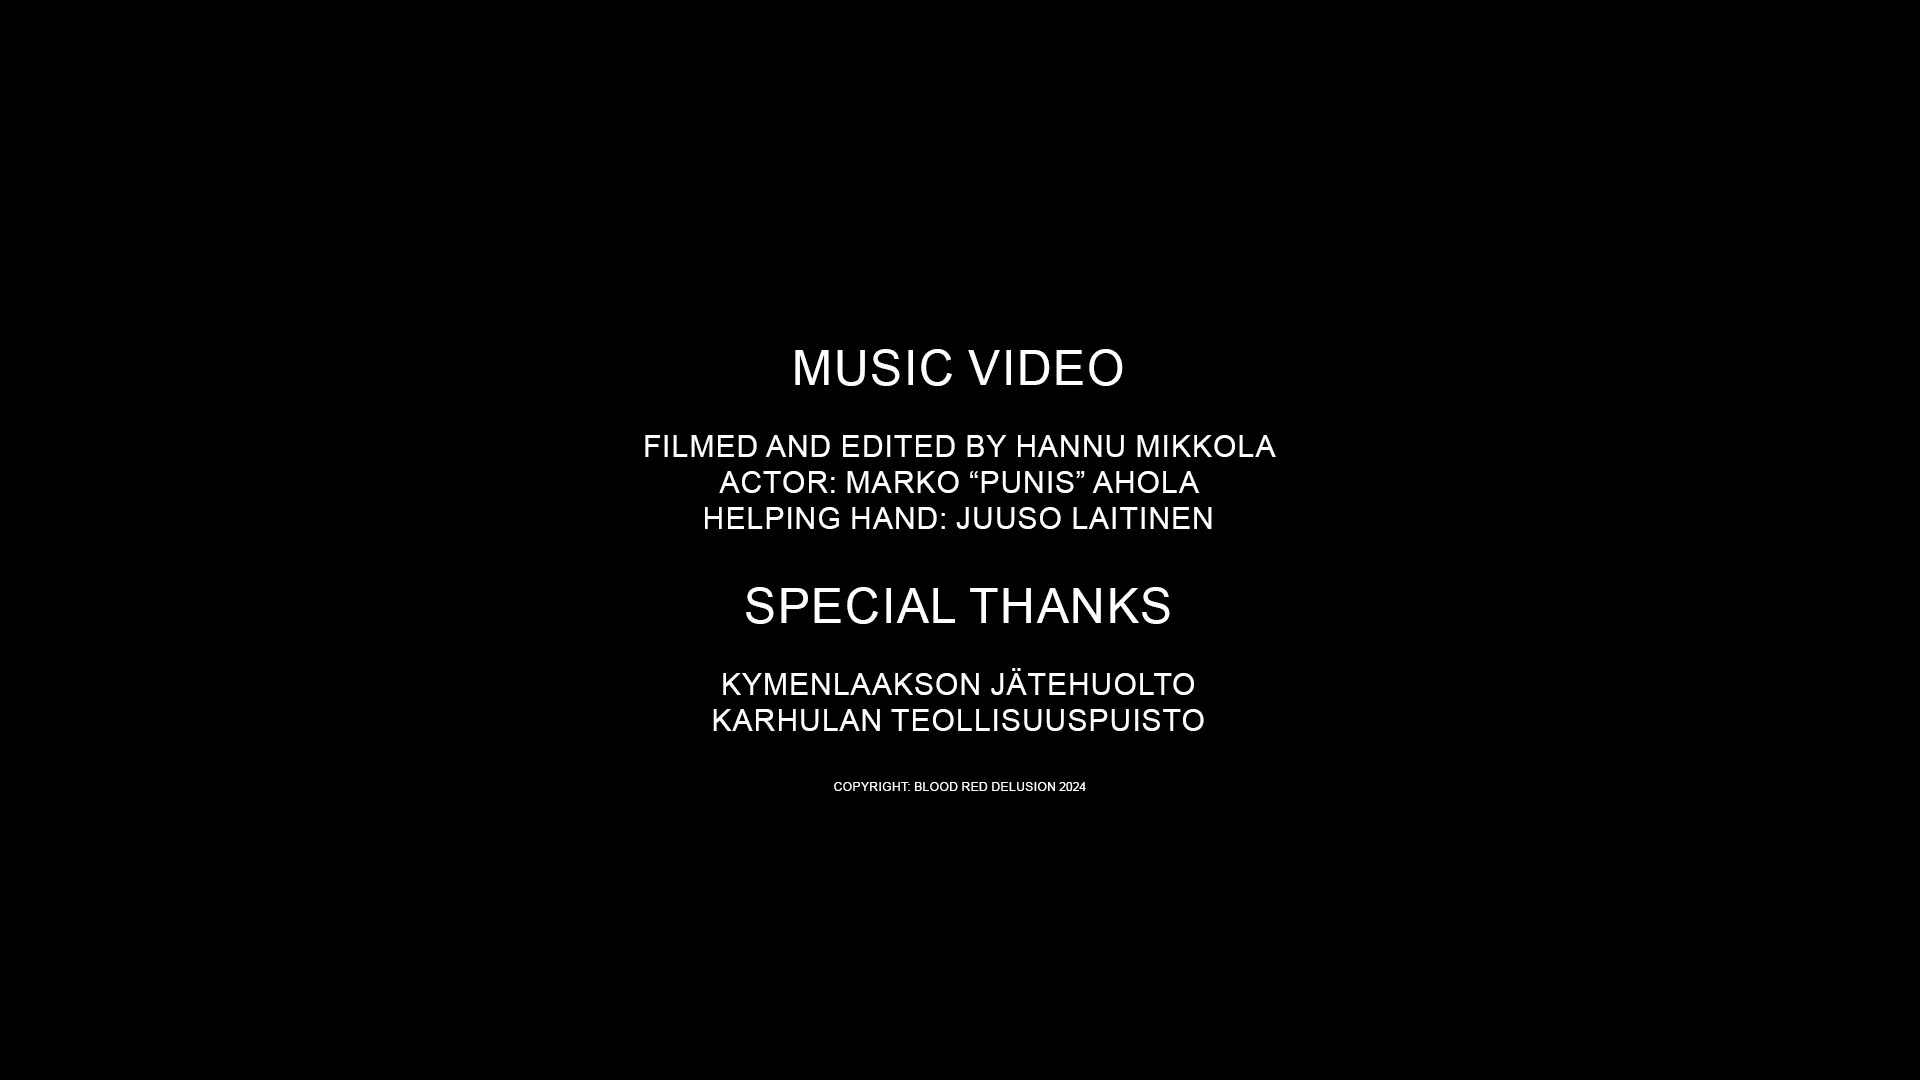 MUSIC VIDEO
FILMED AND EDITED BY HANNU MIKKOLA
ACTOR: MARKO “PUNIS” AHOLA
HELPING HAND: JUUSO LAITINEN
SPECIAL THANKS
KYMENLAAKSON JÄTEHUOLTO
KARHULAN TEOLLISUUSPUISTO
COPYRIGHT: BLOOD RED DELUSION 2024